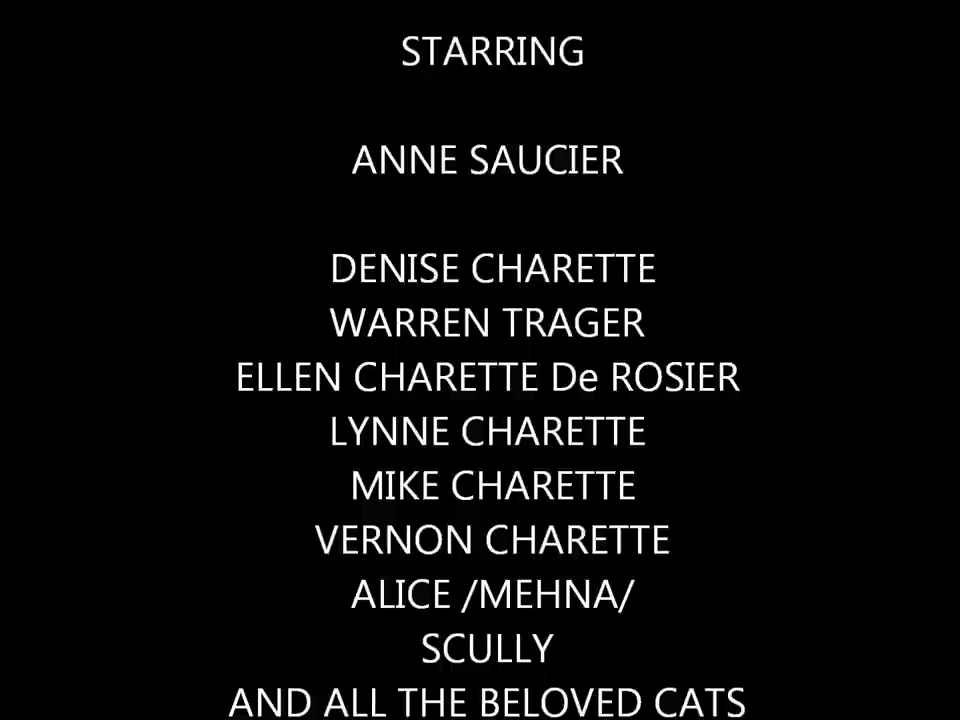 STARRING
ANNE SAUCIER
DENISE CHARETTE
WARREN TRAGER
ELLEN CHARETTE De ROSIER
LYNNE CHARETTE
MIKE CHARETTE
VERNON CHARETTE
ALICE /MEHNA/
SCULLY
AND ALL THE BELOVED CATS